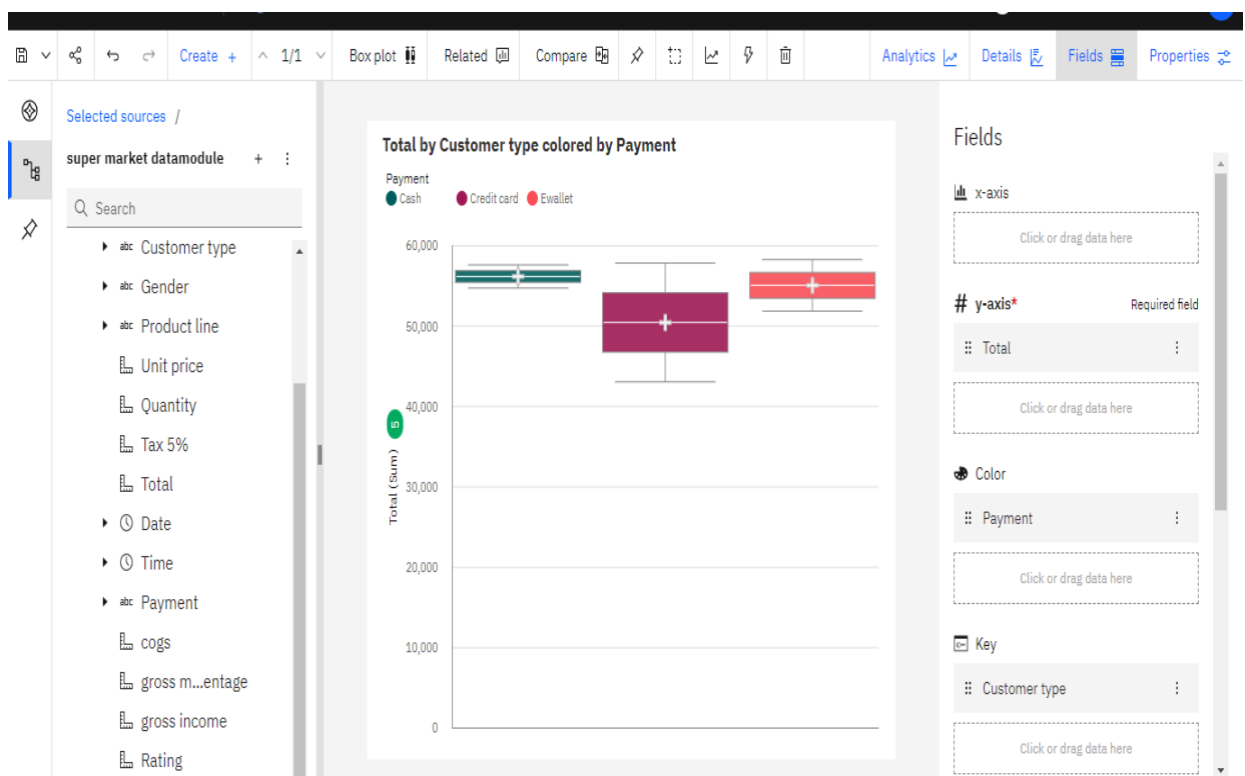 Create +
1/1
Box plot
Related
Compare
Analytics
Details
Fields
Properties
Selected sources /
super market datamodule + ⋮
Search
abc Customer type
abc Gender
abc Product line
Unit price
Quantity
Tax 5%
Total
Date
Time
abc Payment
cogs
gross m...entage
gross income
Rating
Total by Customer type colored by Payment
Payment
Cash Credit card Ewallet
60,000
50,000
40,000
30,000
20,000
10,000
0
Total (Sum)
5
Fields
x-axis
Click or drag data here
# y-axis* Required field
Total
Click or drag data here
Color
Payment
Click or drag data here
Key
Customer type
Click or drag data here